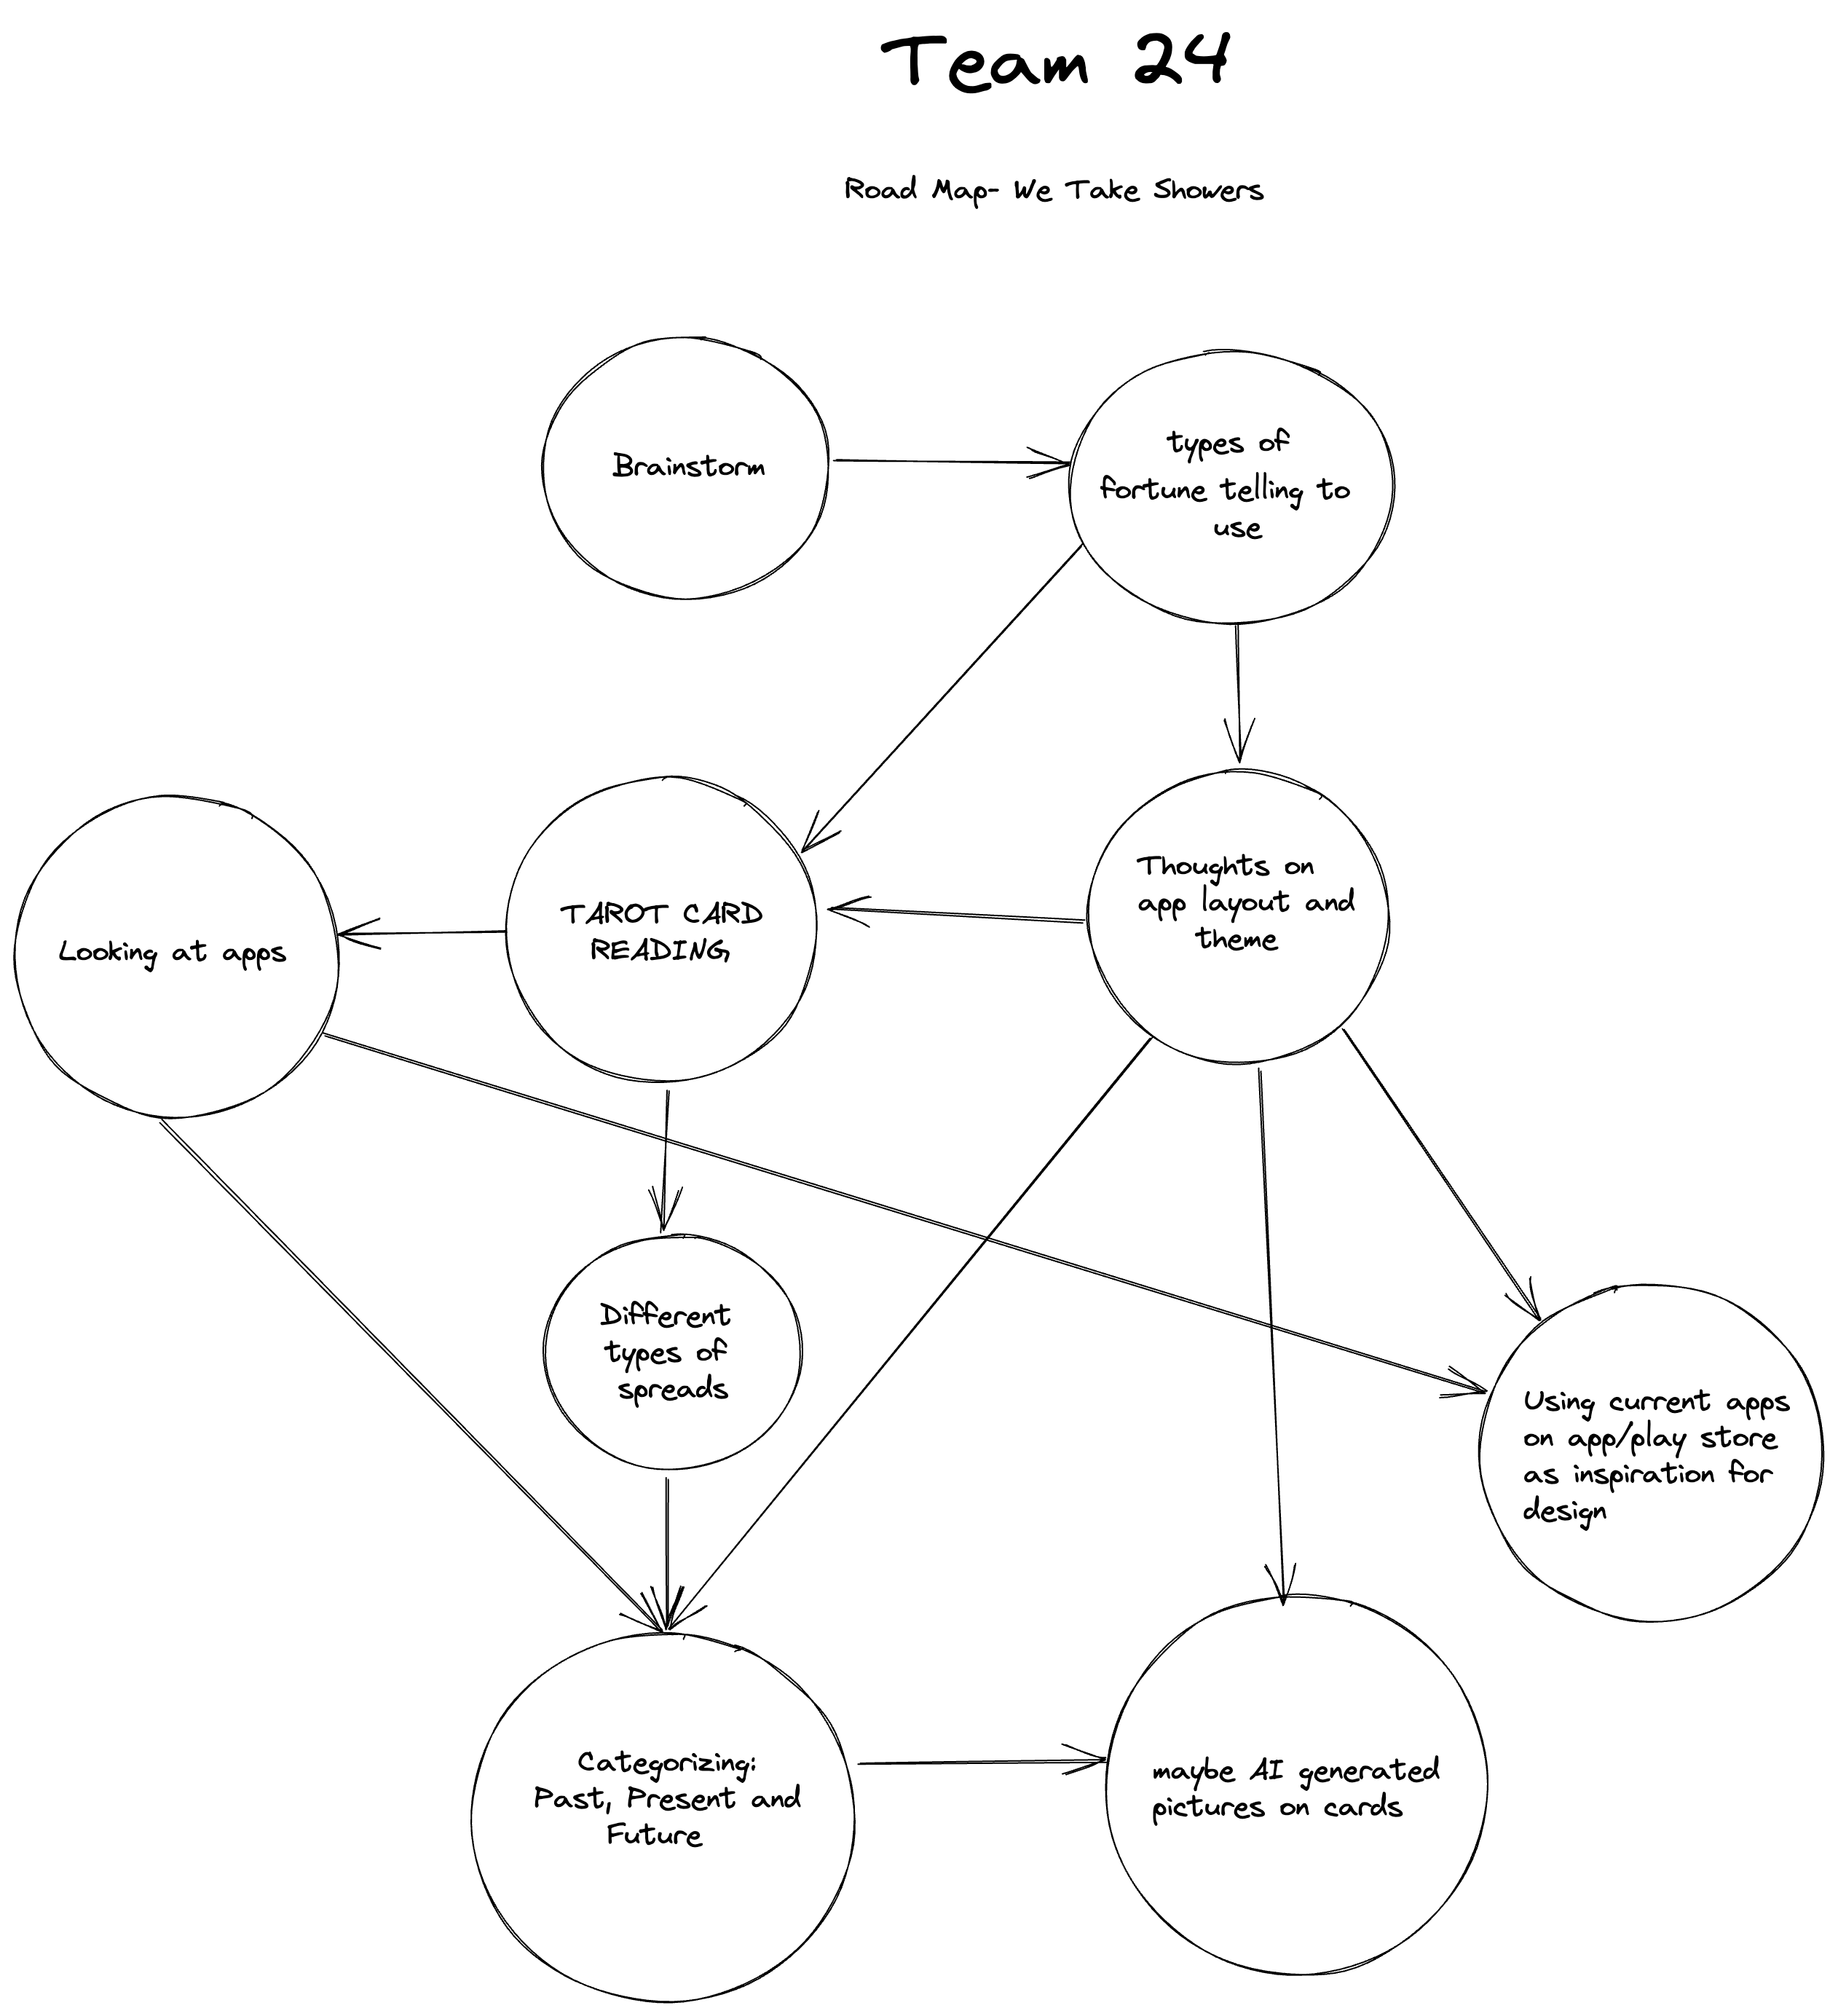 Team 24
Road Map- We Take Showers
Brainstorm
types of
fortune telling to
use
Looking at apps
TAROT CARD
READING
Thoughts on
app layout and
theme
Different
types of
spreads
Using current apps
on app/play store
as inspiration for
design
Categorizing:
Past, Present and
Future
maybe AI generated
pictures on cards